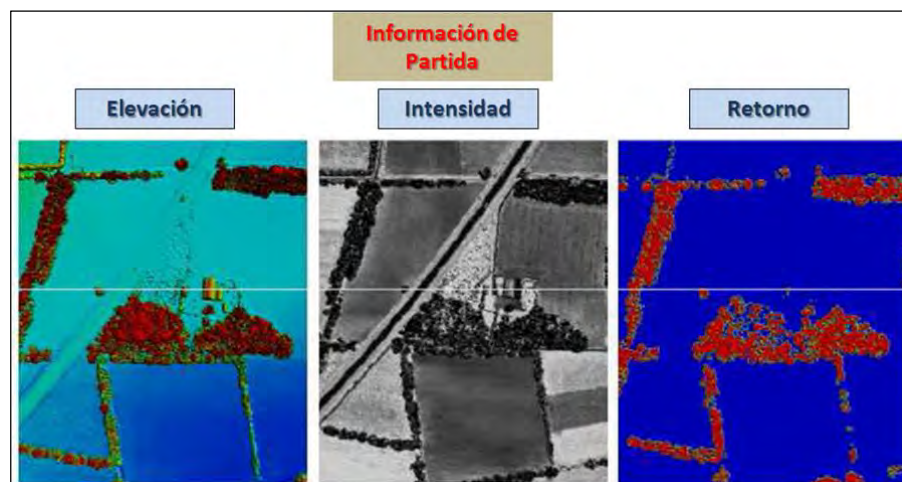 Información de
Partida
Elevación
Intensidad
Retorno